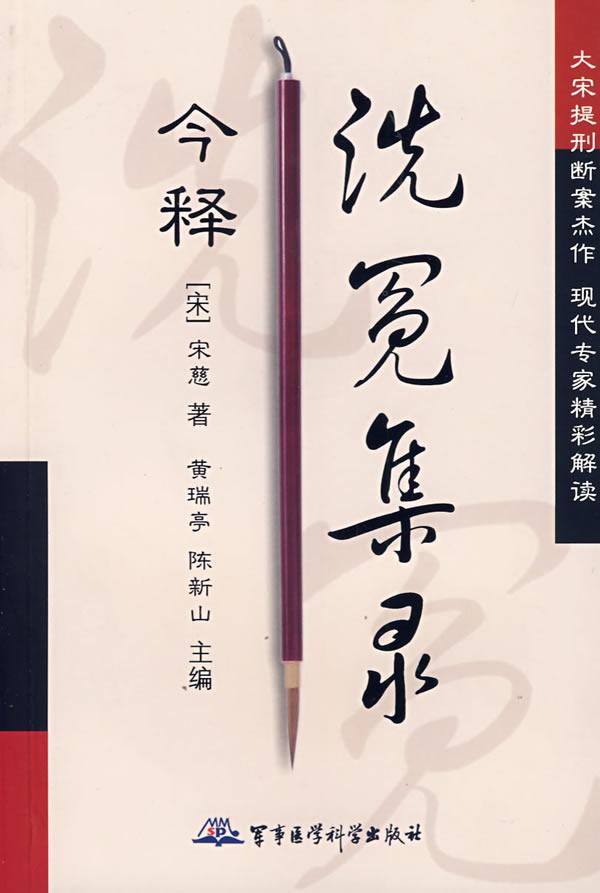 大宋提刑断案杰作 现代专家精彩解读
洗冤集录
今释
[宋] 宋慈 著
黄瑞亭 陈新山 主编
MM
SP
军事医学科学出版社